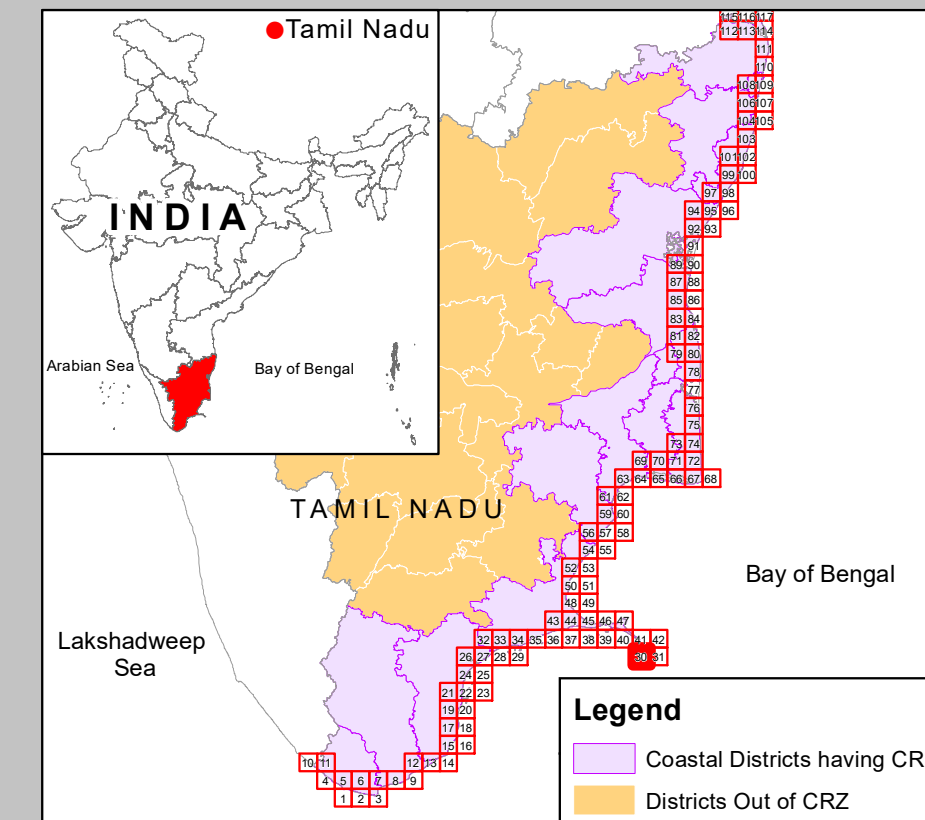 Tamil Nadu
INDIA
Arabian Sea
Bay of Bengal
115 116 117
112 113 114
111
110
108 109
106 107
104 105
103
101 102
99 100
97 98
94 95 96
92 93
91
89 90
87 88
85 86
83 84
81 82
79 80
78
77
76
75
73 74
69 70 71 72
63 64 65 66 67 68
61 62
TAMIL NADU
59 60
56 57 58
54 55
52 53
Bay of Bengal
50 51
48 49
43 44 45 46 47
Lakshadweep
Sea
32 33 34 35 36 37 38 39 40 41 42
26 27 28 29 30 31
24 25
21 22 23
19 20
17 18
15 16
10 11 12 13 14
4 5 6 7 8 9
1 2 3
Legend
Coastal Districts having CR
Districts Out of CRZ